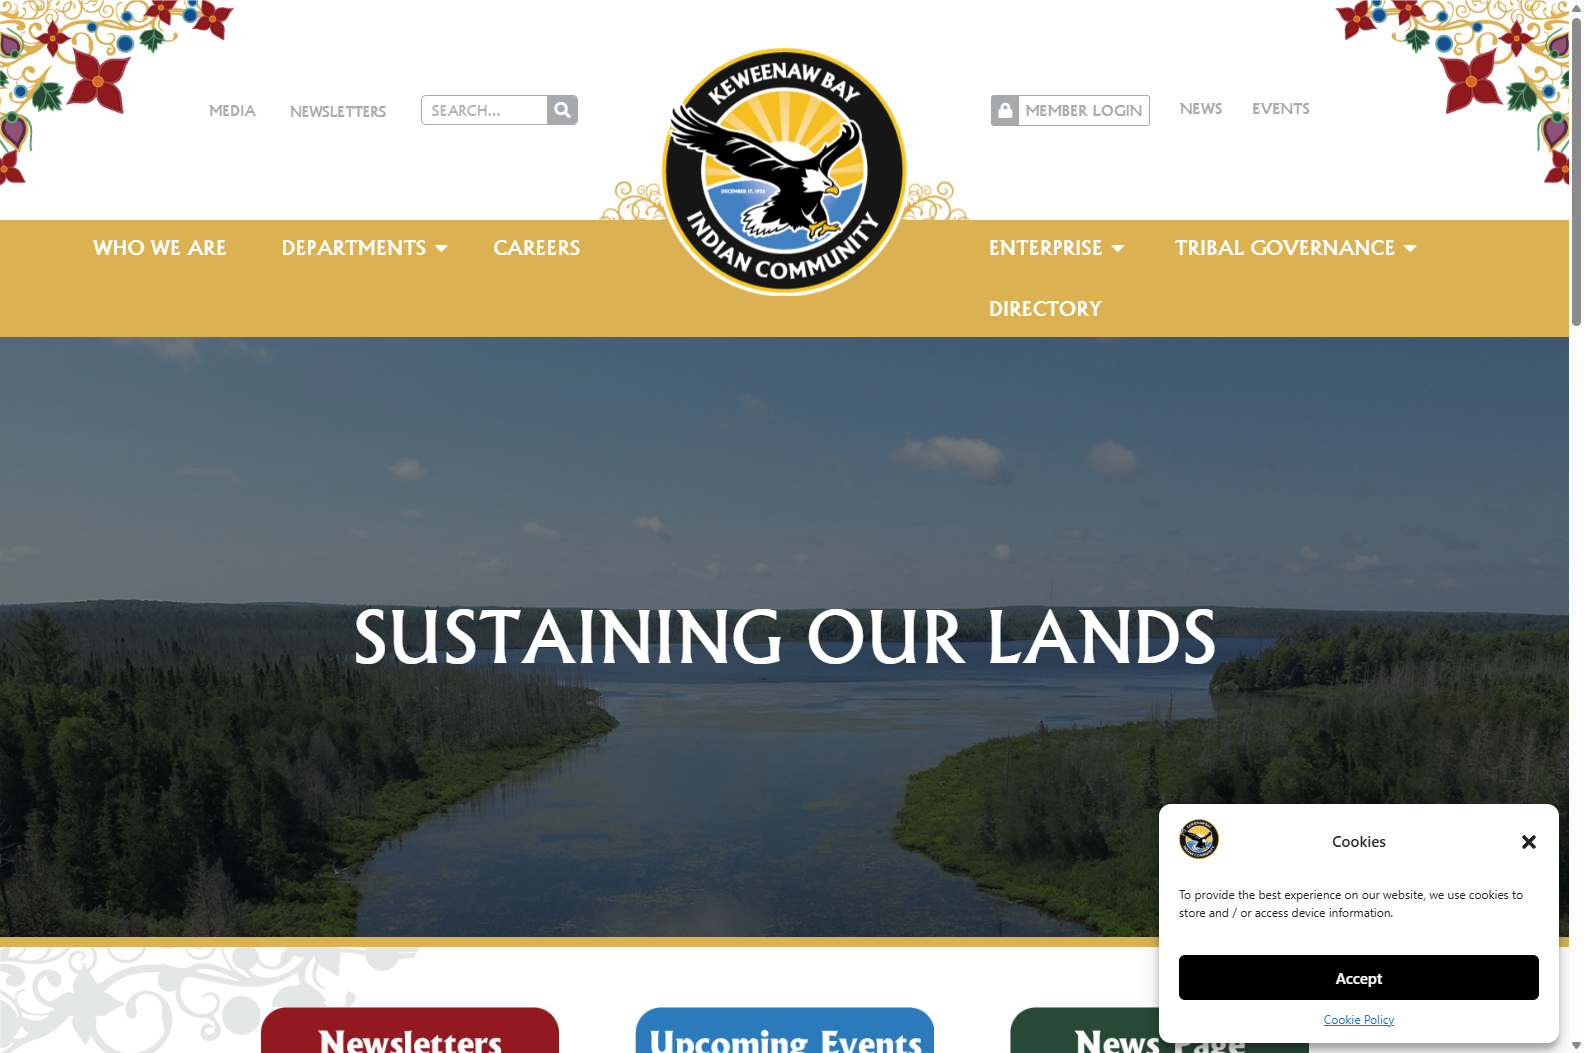 MEDIA
NEWSLETTERS
SEARCH...
KEWEENAW BAY
DECEMBER 17, 1936
INDIAN COMMUNITY
MEMBER LOGIN
NEWS
EVENTS
WHO WE ARE
DEPARTMENTS
CAREERS
ENTERPRISE
TRIBAL GOVERNANCE
DIRECTORY
SUSTAINING OUR LANDS
Cookies
To provide the best experience on our website, we use cookies to
store and / or access device information.
Accept
Cookie Policy
Newsletters
Upcoming Events
News Page